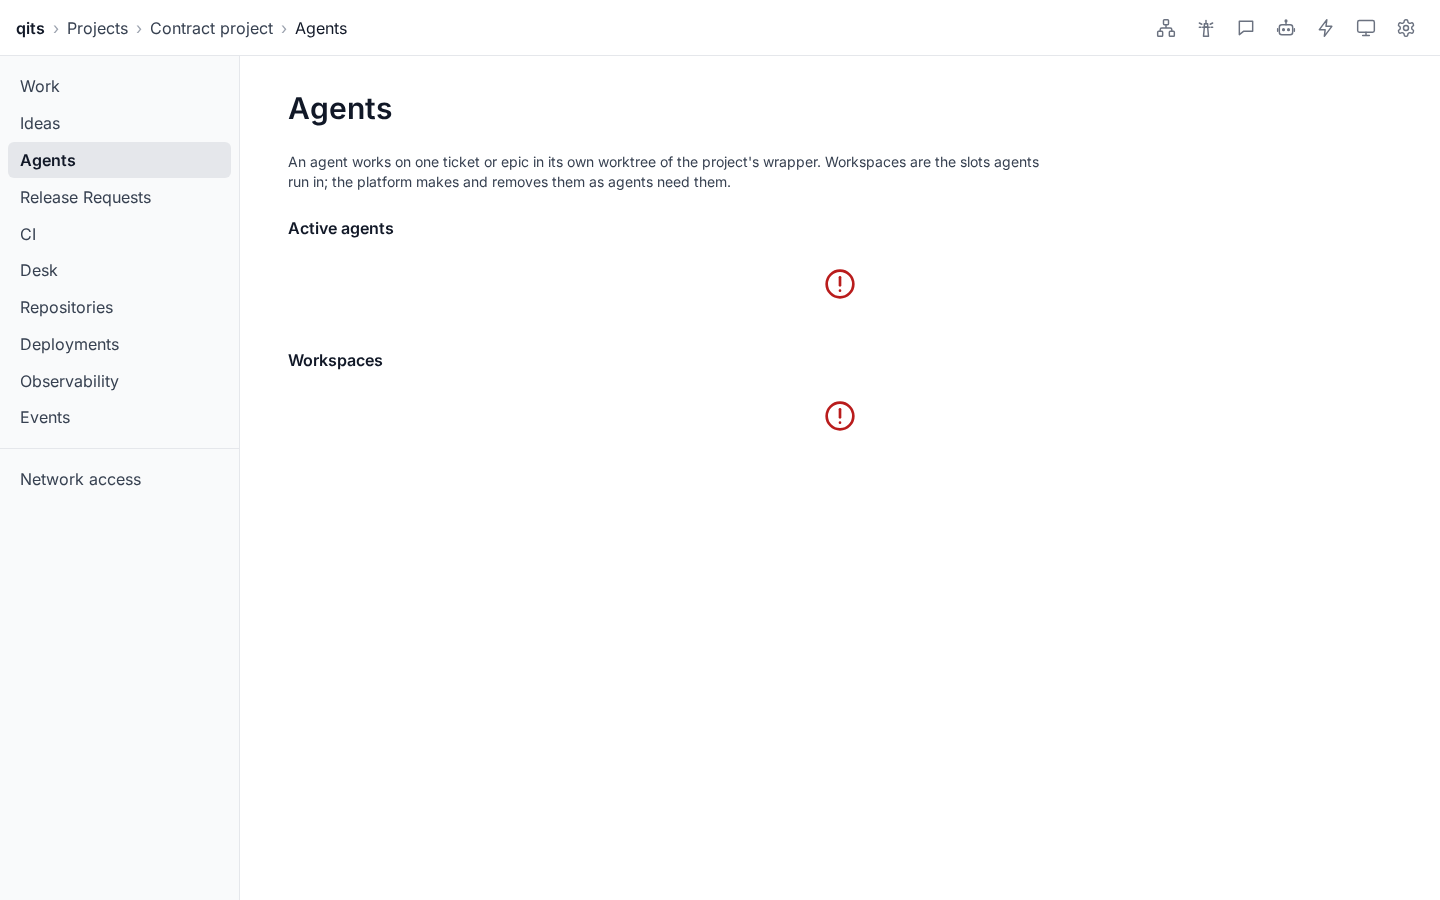 qits › Projects › Contract project › Agents
Work
Ideas
Agents
Release Requests
CI
Desk
Repositories
Deployments
Observability
Events
Network access
Agents
An agent works on one ticket or epic in its own worktree of the project's wrapper. Workspaces are the slots agents
run in; the platform makes and removes them as agents need them.
Active agents
Workspaces